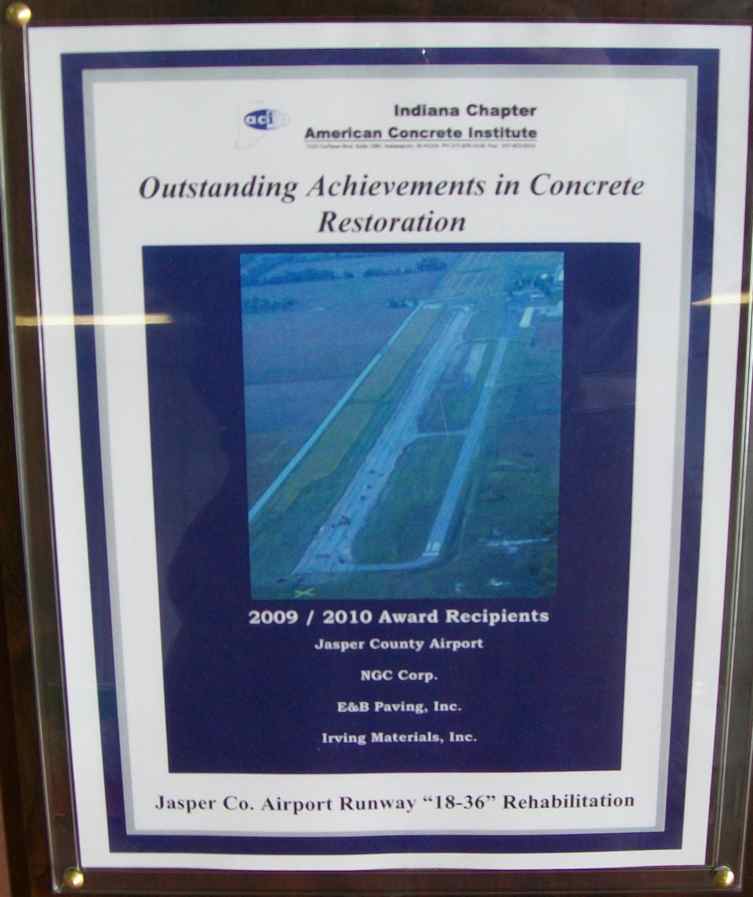 aci
Indiana Chapter
American Concrete Institute
Outstanding Achievements in Concrete
Restoration
2009 / 2010 Award Recipients
Jasper County Airport
NGC Corp.
E&B Paving, Inc.
Irving Materials, Inc.
Jasper Co. Airport Runway “18-36” Rehabilitation